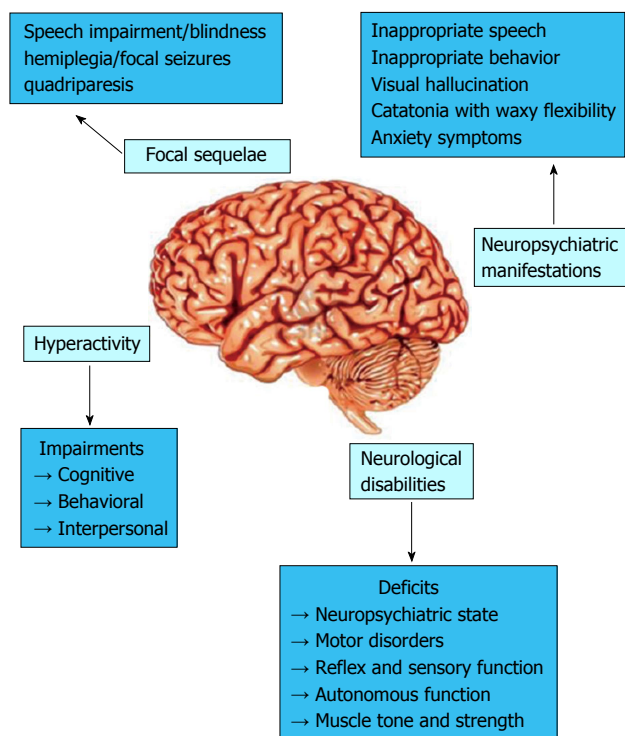 Speech impairment/blindness
hemiplegia/focal seizures
quadriparesis
Focal sequelae
Inappropriate speech
Inappropriate behavior
Visual hallucination
Catatonia with waxy flexibility
Anxiety symptoms
Neuropsychiatric
manifestations
Hyperactivity
Impairments
→ Cognitive
→ Behavioral
→ Interpersonal
Neurological
disabilities
Deficits
→ Neuropsychiatric state
→ Motor disorders
→ Reflex and sensory function
→ Autonomous function
→ Muscle tone and strength